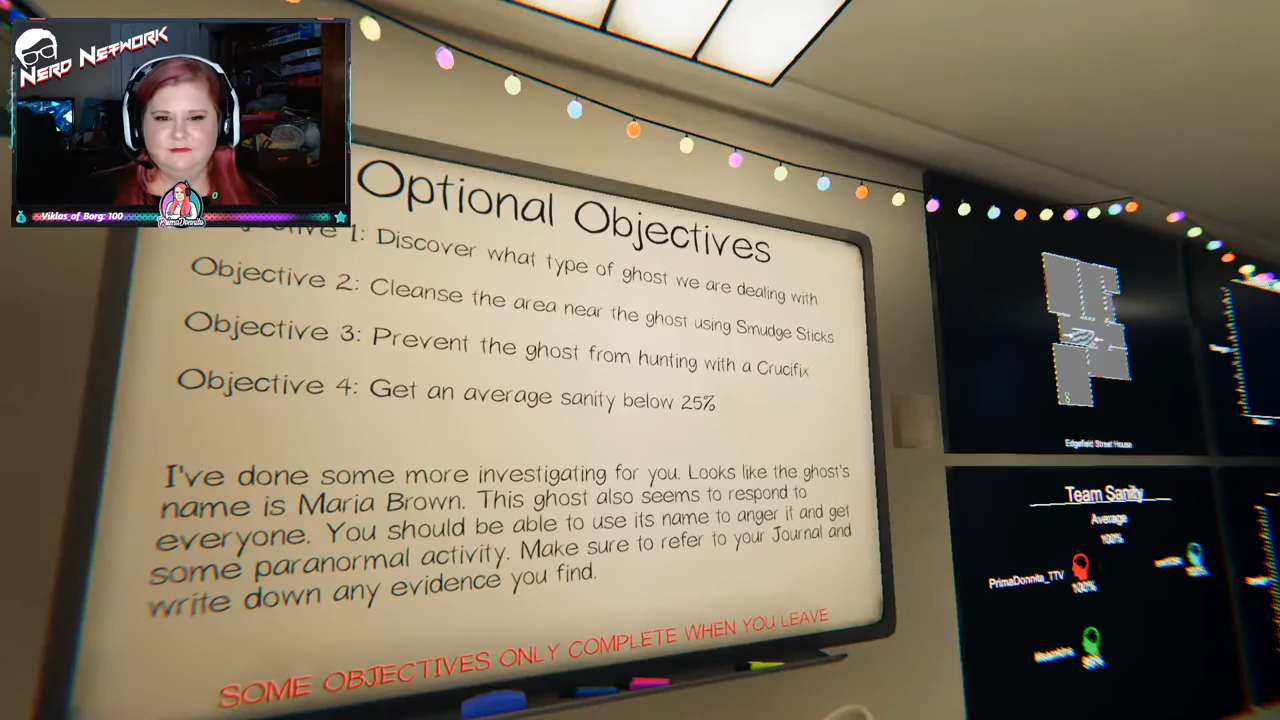 NERD NETWORK
Viklas_of_Borg: 100
0
PrimaDonnita
Optional Objectives
1: Discover what type of ghost we are dealing with
Objective 2: Cleanse the area near the ghost using Smudge Sticks
Objective 3: Prevent the ghost from hunting with a Crucifix
Objective 4: Get an average sanity below 25%
I've done some more investigating for you. Looks like the ghost's
name is Maria Brown. This ghost also seems to respond to
everyone. You should be able to use its name to anger it and get
some paranormal activity. Make sure to refer to your Journal and
write down any evidence you find.
SOME OBJECTIVES ONLY COMPLETE WHEN YOU LEAVE
Edgefield Street House
Team Sanity
Average
100%
PrimaDonnita_TTV
100%